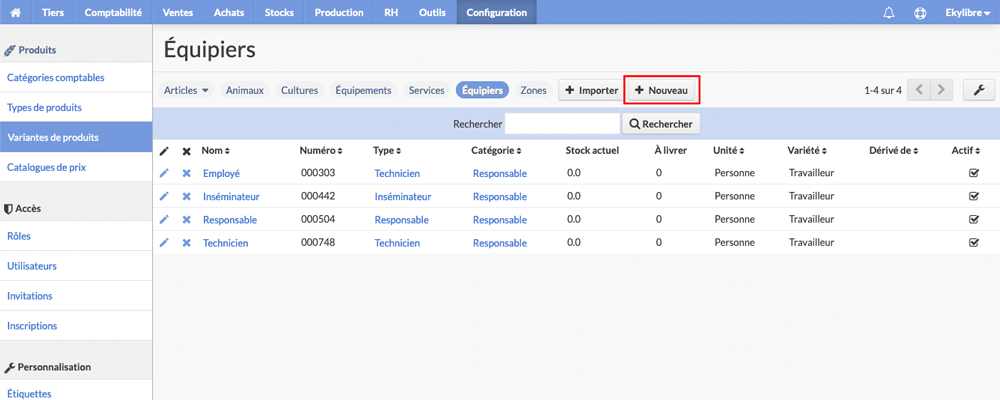 Tiers Comptabilité Ventes Achats Stocks Production RH Outils Configuration Ekylibre
Produits
Catégories comptables
Types de produits
Variantes de produits
Catalogues de prix
Accès
Rôles
Utilisateurs
Invitations
Inscriptions
Personnalisation
Étiquettes
Équipiers
Articles Animaux Cultures Équipements Services Équipiers Zones Importer Nouveau 1-4 sur 4
Rechercher Rechercher
Nom Numéro Type Catégorie Stock actuel À livrer Unité Variété Dérivé de Actif
Employé 000303 Technicien Responsable 0.0 0 Personne Travailleur
Inséminateur 000442 Inséminateur Responsable 0.0 0 Personne Travailleur
Responsable 000504 Responsable Responsable 0.0 0 Personne Travailleur
Technicien 000748 Technicien Responsable 0.0 0 Personne Travailleur